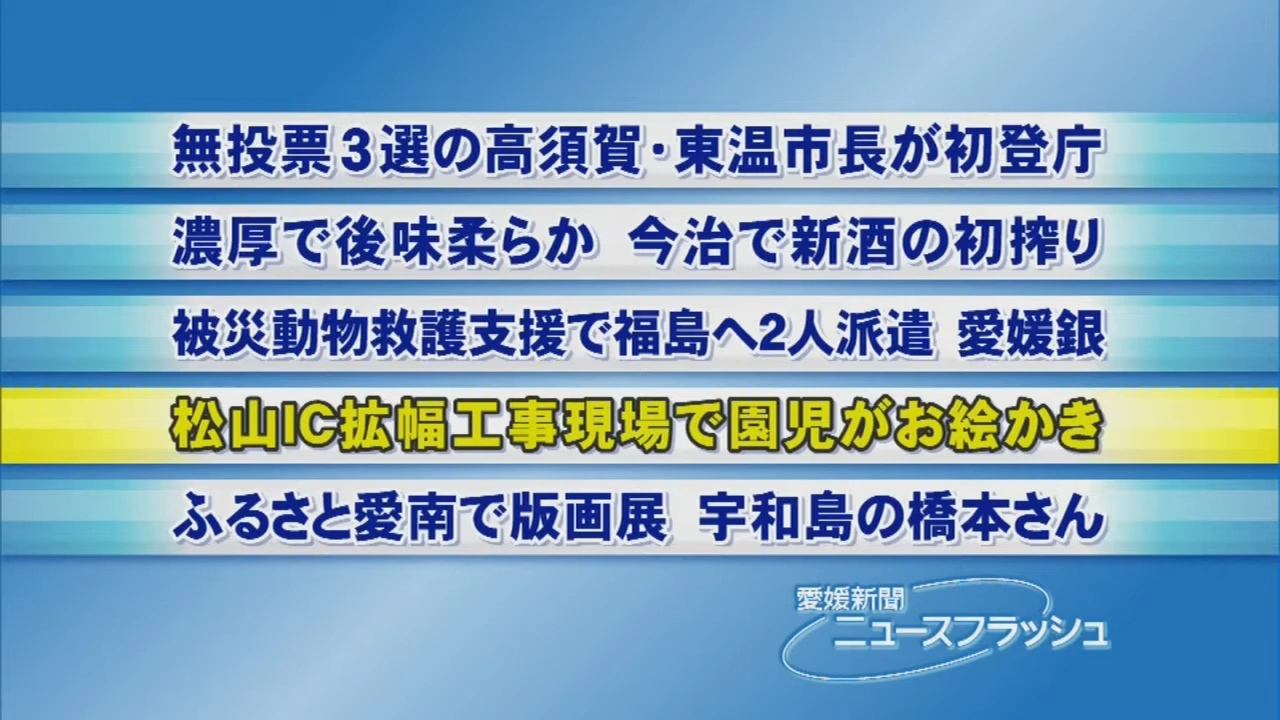 無投票3選の高須賀・東温市長が初登庁
濃厚で後味柔らか 今治で新酒の初搾り
被災動物救護支援で福島へ2人派遣 愛媛銀
松山IC拡幅工事現場で園児がお絵かき
ふるさと愛南で版画展 宇和島の橋本さん
愛媛新聞
ニュースフラッシュ